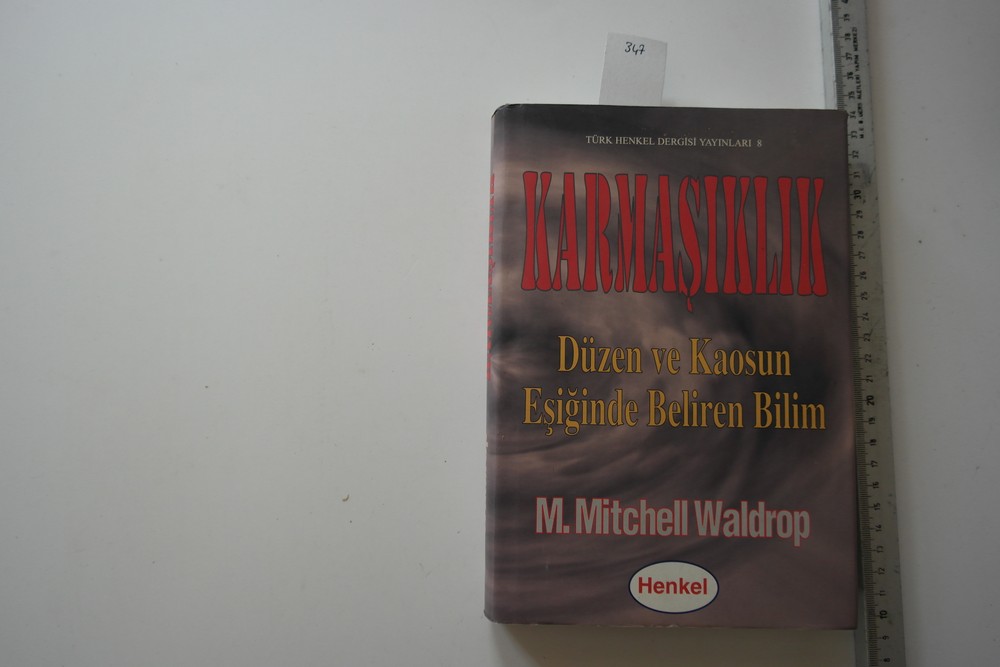 347
TÜRK HENKEL DERGİSİ YAYINLARI 8
KARMAŞIKLIK
Düzen ve Kaosun
Eşiğinde Beliren Bilim
M. Mitchell Waldrop
Henkel